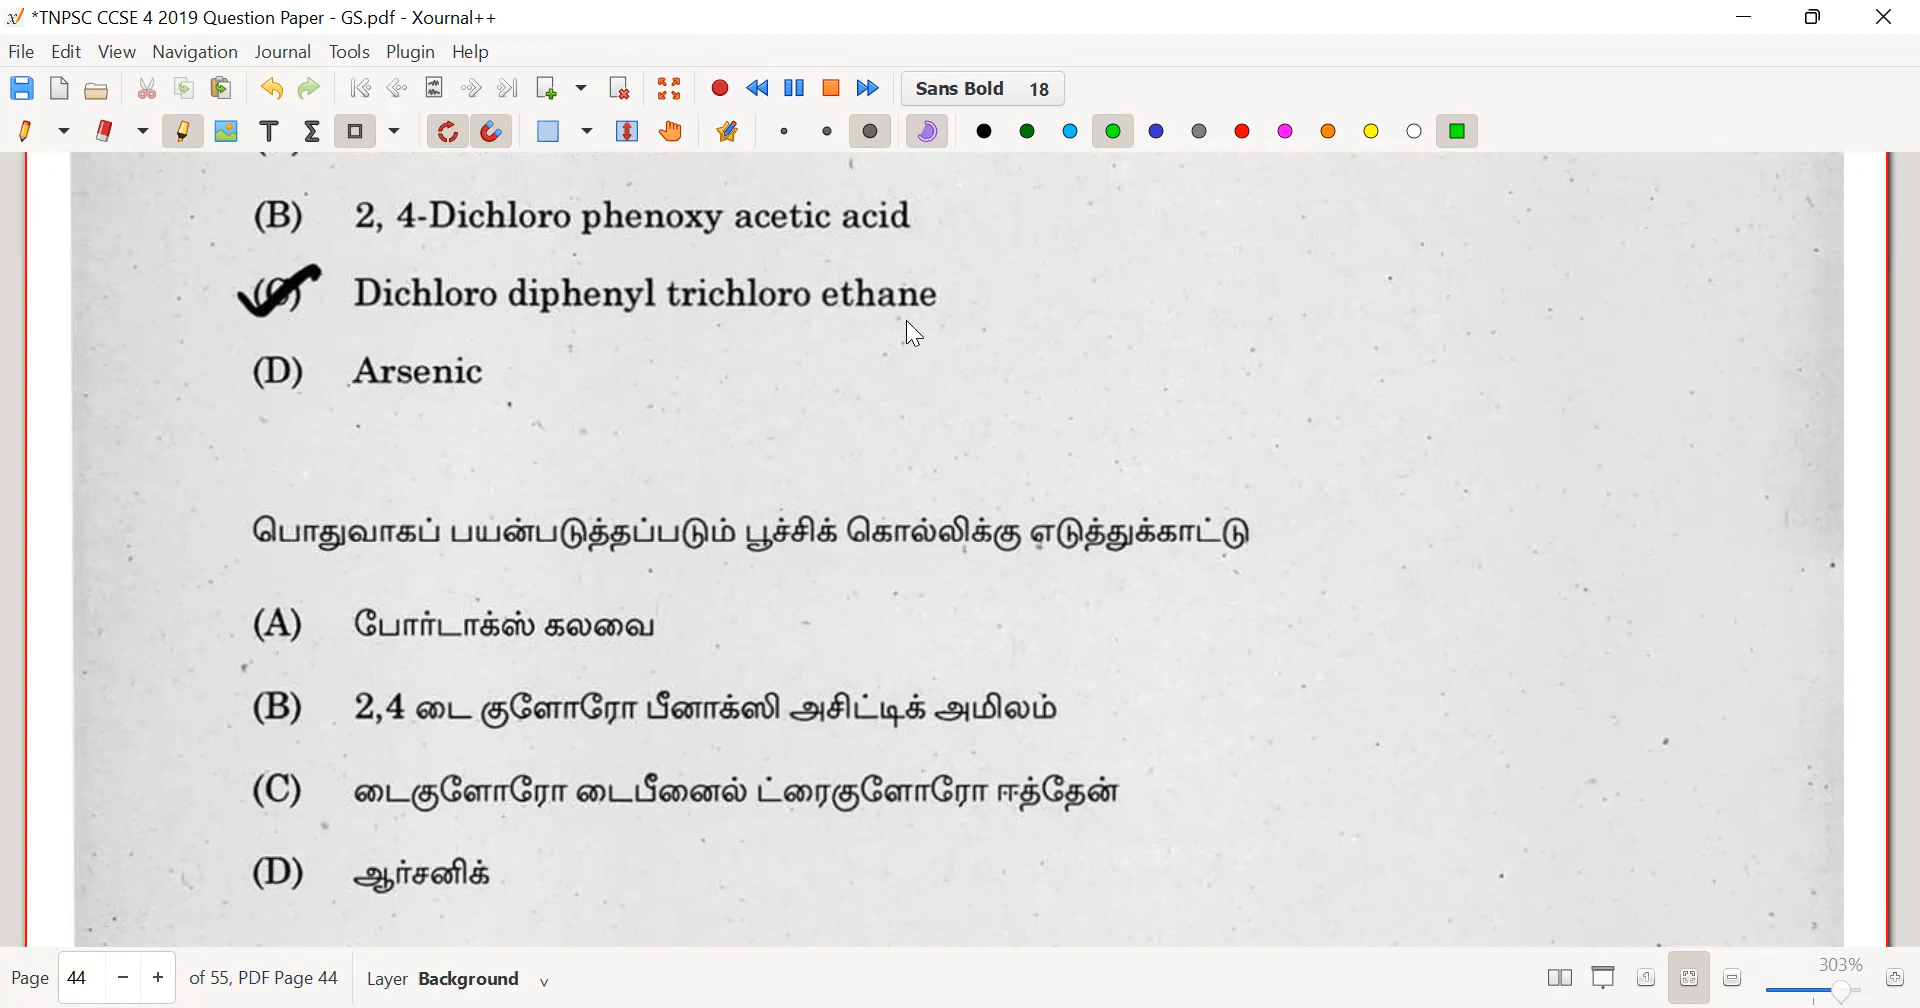 *TNPSC CCSE 4 2019 Question Paper - GS.pdf - Xournal++
File Edit View Navigation Journal Tools Plugin Help
Sans Bold 18
(B) 2, 4-Dichloro phenoxy acetic acid
(C) Dichloro diphenyl trichloro ethane
(D) Arsenic
பொதுவாகப் பயன்படுத்தப்படும் பூச்சிக் கொல்லிக்கு எடுத்துக்காட்டு
(A) போர்டாக்ஸ் கலவை
(B) 2,4 டை குளோரோ பீனாக்ஸி அசிட்டிக் அமிலம்
(C) டைகுளோரோ டைபீனைல் ட்ரைகுளோரோ ஈத்தேன்
(D) ஆர்சனிக்
Page 44 - + of 55, PDF Page 44 Layer Background 303%